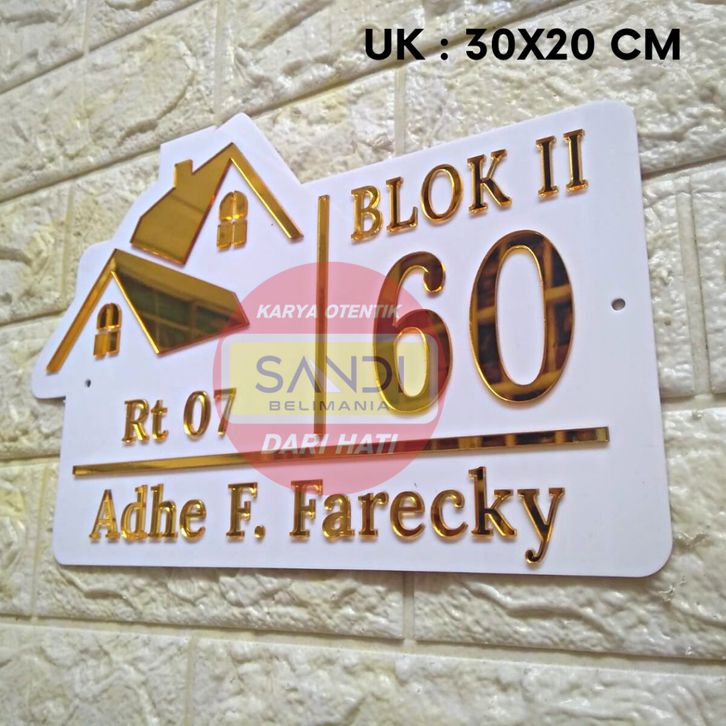 UK : 30X20 CM
BLOK II
60
KARYA OTENTIK
SANDI
BELIMANIA
DARI HATI
Rt 07
Adhe F. Farecky